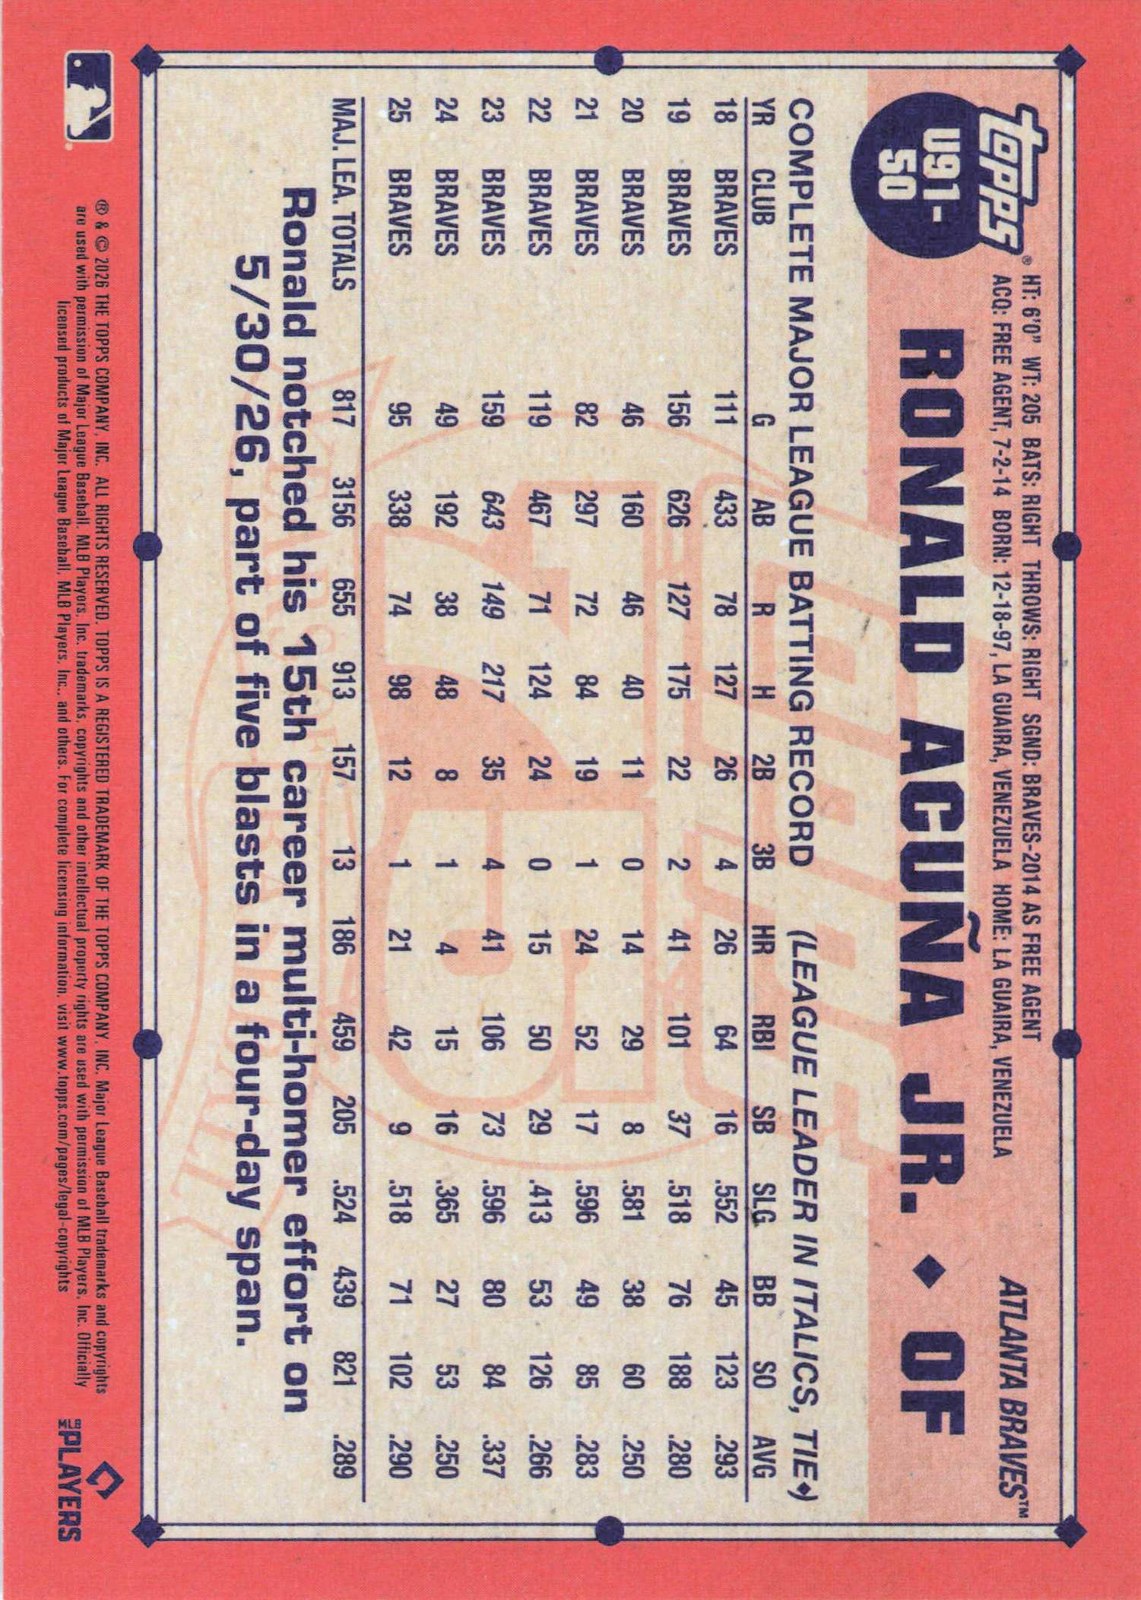 topps®
U91-
50
HT: 6'0" WT: 205 BATS: RIGHT THROWS: RIGHT SGND: BRAVES-2014 AS FREE AGENT
ACQ: FREE AGENT, 7-2-14 BORN: 12-18-97, LA GUAIRA, VENEZUELA HOME: LA GUAIRA, VENEZUELA
ATLANTA BRAVES™
RONALD ACUÑA JR. ◆ OF
COMPLETE MAJOR LEAGUE BATTING RECORD (LEAGUE LEADER IN ITALICS, TIE◆)
YR CLUB G AB R H 2B 3B HR RBI SB SLG BB SO AVG
18 BRAVES 111 433 78 127 26 4 26 64 16 .552 45 123 .293
19 BRAVES 156 626 127 175 22 2 41 101 37 .518 76 188 .280
20 BRAVES 46 160 46 40 11 0 14 29 8 .581 38 60 .250
21 BRAVES 82 297 72 84 19 1 24 52 17 .596 49 85 .283
22 BRAVES 119 467 71 124 24 0 15 50 29 .413 53 126 .266
23 BRAVES 159 643 149 217 35 4 41 106 73 .596 80 84 .337
24 BRAVES 49 192 38 48 8 1 4 15 16 .365 27 53 .250
25 BRAVES 95 338 74 98 12 1 21 42 9 .518 71 102 .290
MAJ. LEA. TOTALS 817 3156 655 913 157 13 186 459 205 .524 439 821 .289
Ronald notched his 15th career multi-homer effort on
5/30/26, part of five blasts in a four-day span.
® & © 2026 THE TOPPS COMPANY, INC. ALL RIGHTS RESERVED. TOPPS IS A REGISTERED TRADEMARK OF THE TOPPS COMPANY, INC. Major League Baseball trademarks and copyrights
are used with permission of Major League Baseball. MLB Players, Inc. trademarks, copyrights and other intellectual property rights are used with permission of MLB Players, Inc. Officially
licensed products of Major League Baseball, MLB Players, Inc., and others. For complete licensing information, visit www.topps.com/pages/legal-copyrights
MLB PLAYERS